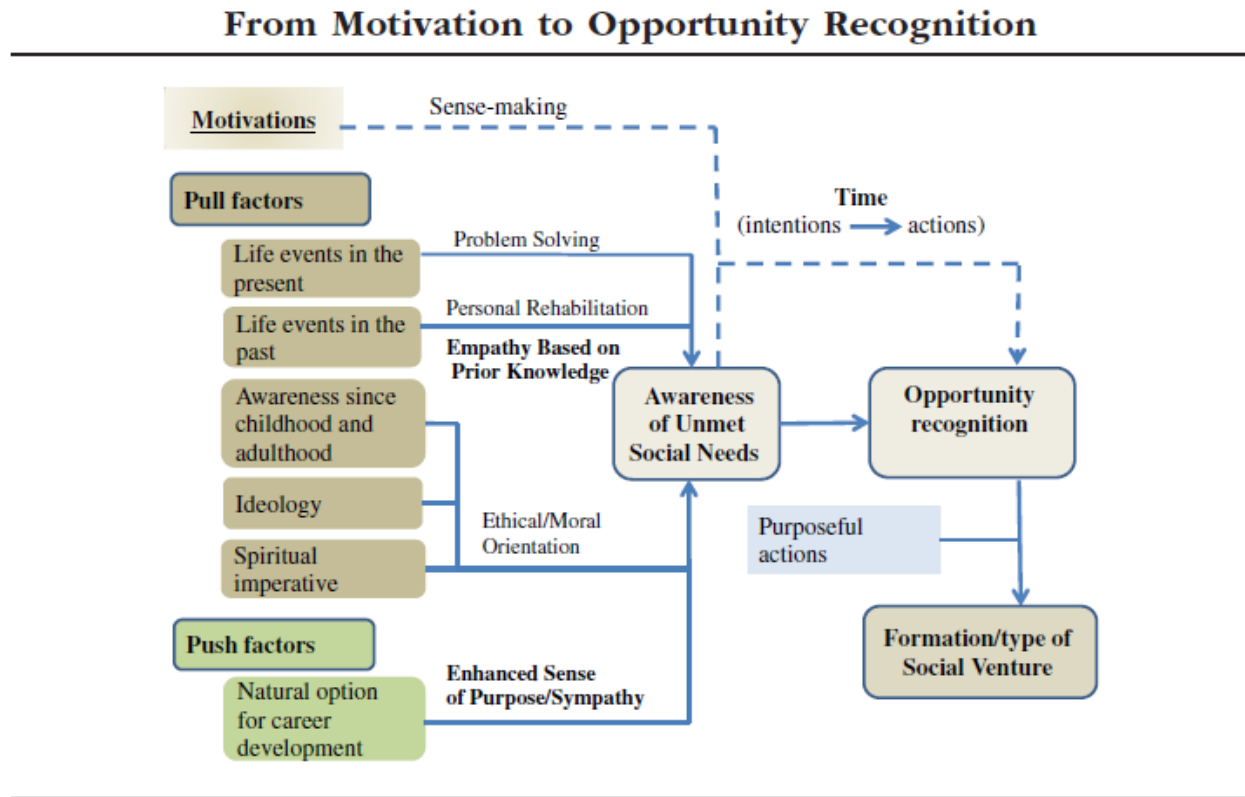 From Motivation to Opportunity Recognition
Motivations
Sense-making
Pull factors
Time
(intentions → actions)
Life events in the
present
Problem Solving
Life events in the
past
Personal Rehabilitation
Empathy Based on
Prior Knowledge
Awareness since
childhood and
adulthood
Awareness
of Unmet
Social Needs
Opportunity
recognition
Ideology
Ethical/Moral
Orientation
Spiritual
imperative
Purposeful
actions
Push factors
Formation/type of
Social Venture
Enhanced Sense
of Purpose/Sympathy
Natural option
for career
development